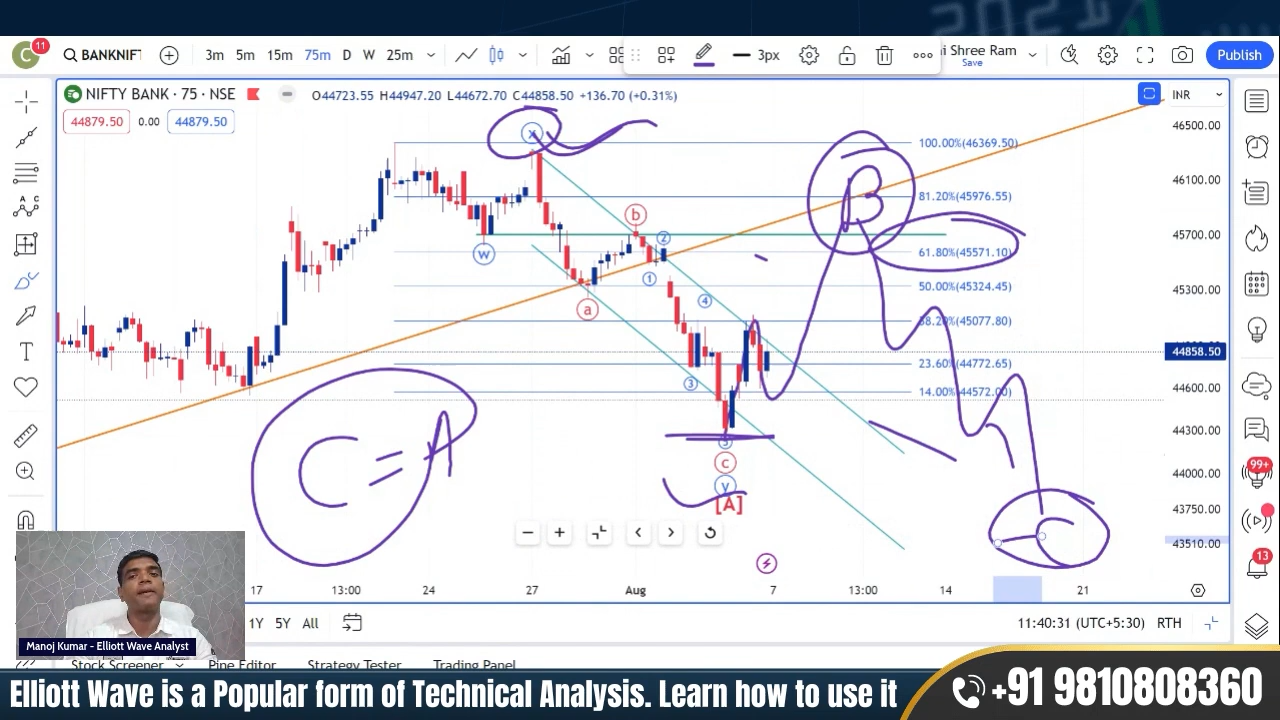 C 11 BANKNIFT 3m 5m 15m 75m D W 25m 3px i Shree Ram Save Publish
NIFTY BANK · 75 · NSE O44723.55 H44947.20 L44672.70 C44858.50 +136.70 (+0.31%)
INR
44879.50 0.00 44879.50
46500.00
x
100.00%(46369.50)
46100.00
81.20%(45976.55)
B
b
45700.00
2
w
61.80%(45571.10)
1
50.00%(45324.45)
45300.00
4
a
38.20%(45077.80)
44858.50
23.60%(44772.65)
3
14.00%(44572.00)
44600.00
44300.00
5
C = A
c
44000.00
y
[A]
99+
43750.00
C
43510.00
13
17 13:00 24 27 Aug 7 13:00 14 21
1Y 5Y All 11:40:31 (UTC+5:30) RTH
Manoj Kumar - Elliott Wave Analyst
Stock Screener Pine Editor Strategy Tester Trading Panel
Elliott Wave is a Popular form of Technical Analysis. Learn how to use it
+91 9810808360